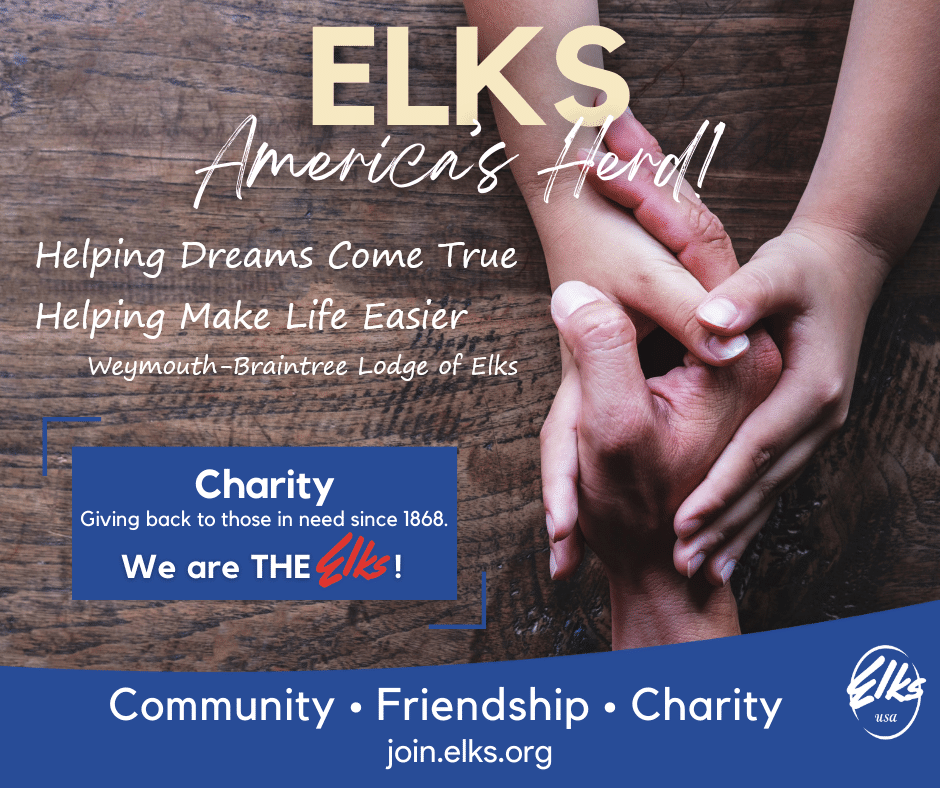 ELKS
America's Herd!
Helping Dreams Come True
Helping Make Life Easier
Weymouth-Braintree Lodge of Elks
Charity
Giving back to those in need since 1868.
We are THE Elks!
Community • Friendship • Charity
join.elks.org
Elks
usa